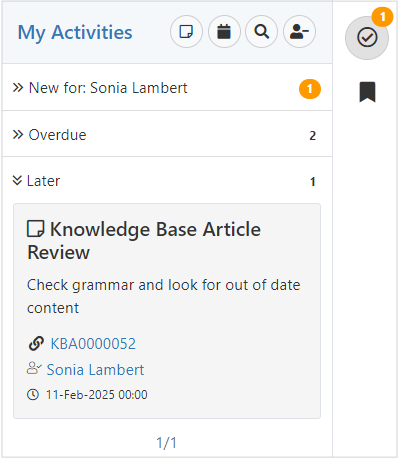 My Activities
1
New for: Sonia Lambert 1
Overdue 2
Later 1
Knowledge Base Article
Review
Check grammar and look for out of date
content
KBA0000052
Sonia Lambert
11-Feb-2025 00:00
1/1